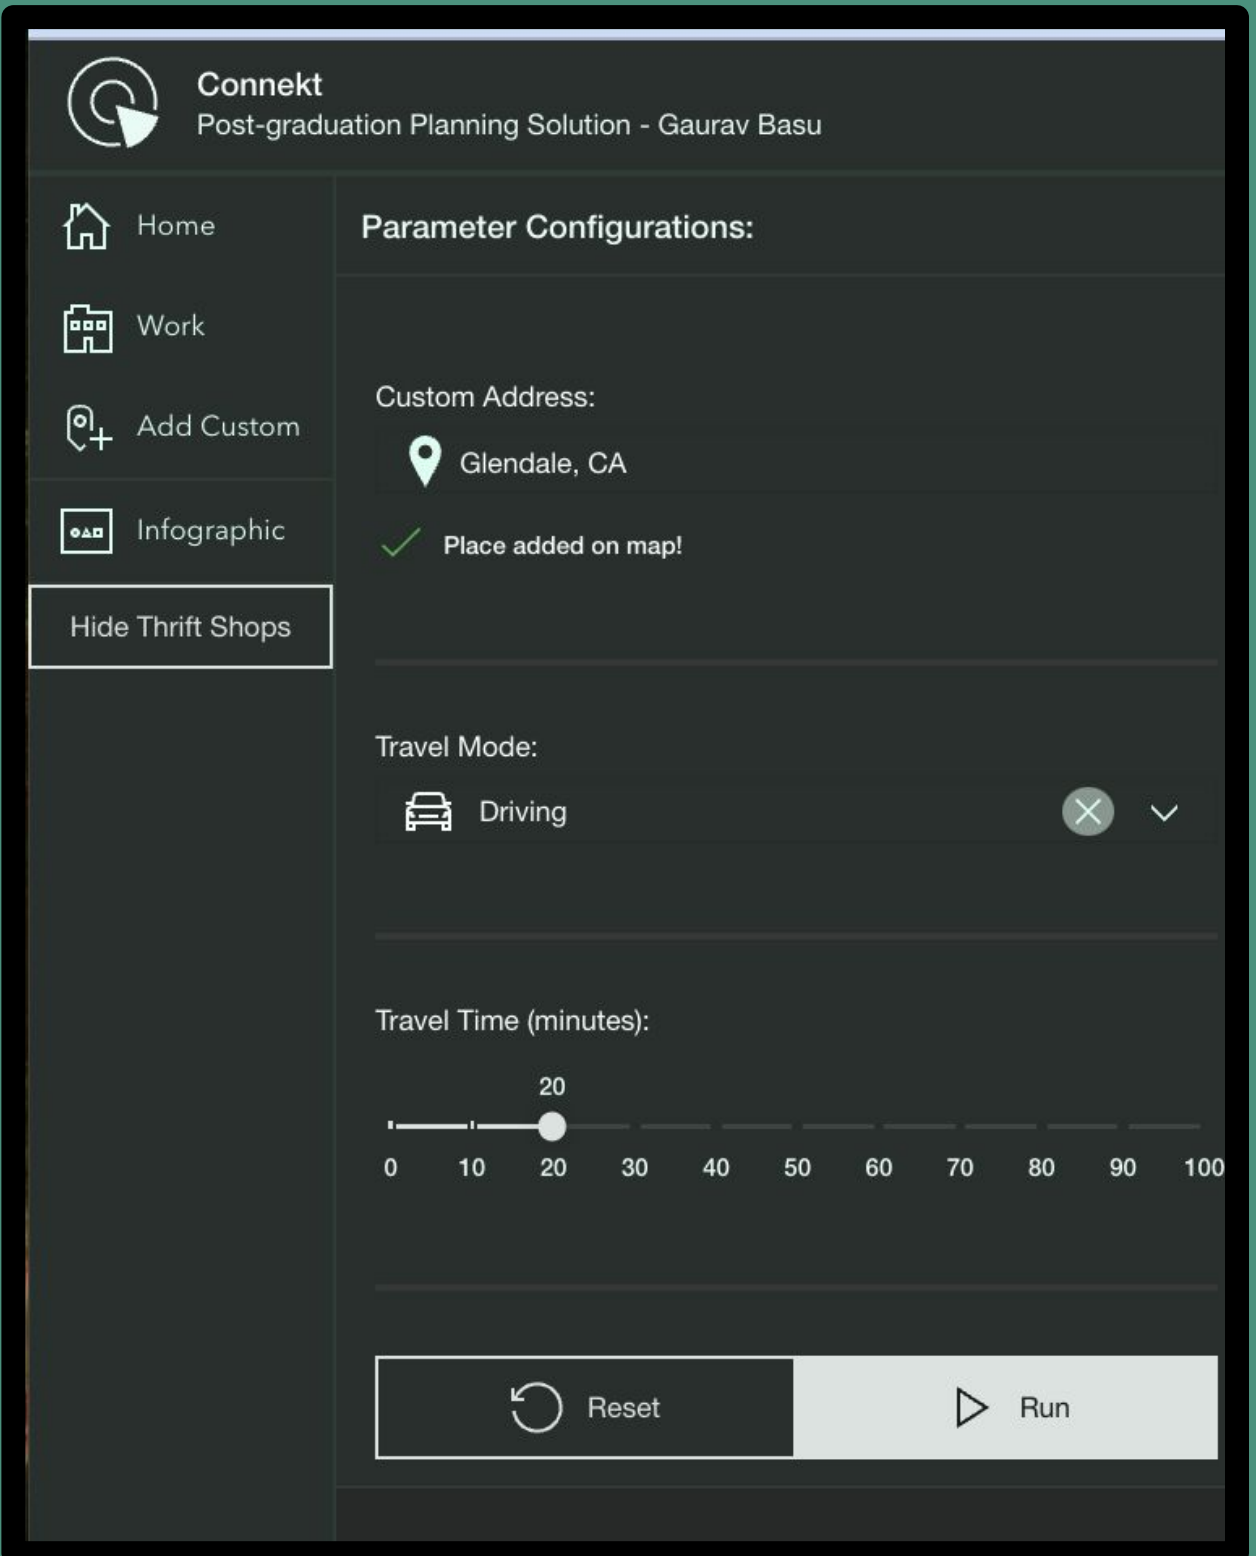 Connekt
Post-graduation Planning Solution - Gaurav Basu
Home
Work
Add Custom
Infographic
Hide Thrift Shops
Parameter Configurations:
Custom Address:
Glendale, CA
Place added on map!
Travel Mode:
Driving
Travel Time (minutes):
20
0 10 20 30 40 50 60 70 80 90 100
Reset
Run